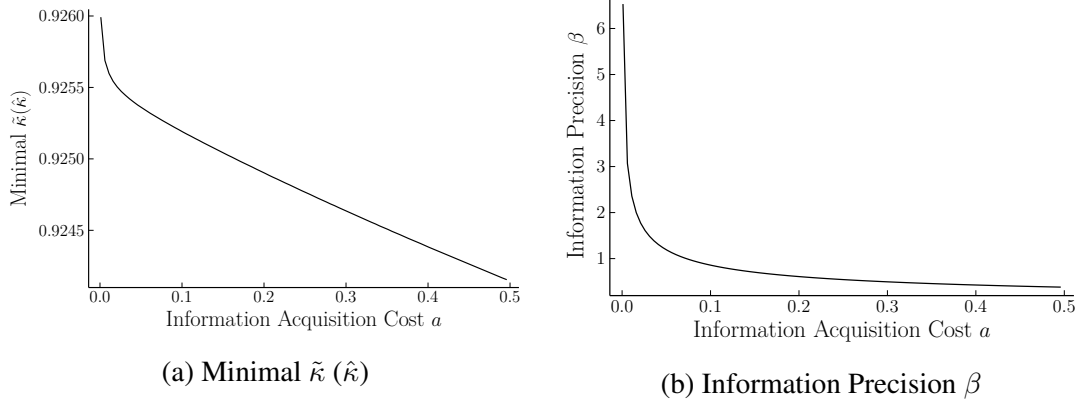 0.9260
0.9255
0.9250
0.9245
Minimal κ̃(κ̂)
0.0 0.1 0.2 0.3 0.4 0.5
Information Acquisition Cost a
(a) Minimal κ̃ (κ̂)
6
5
4
3
2
1
Information Precision β
0.0 0.1 0.2 0.3 0.4 0.5
Information Acquisition Cost a
(b) Information Precision β